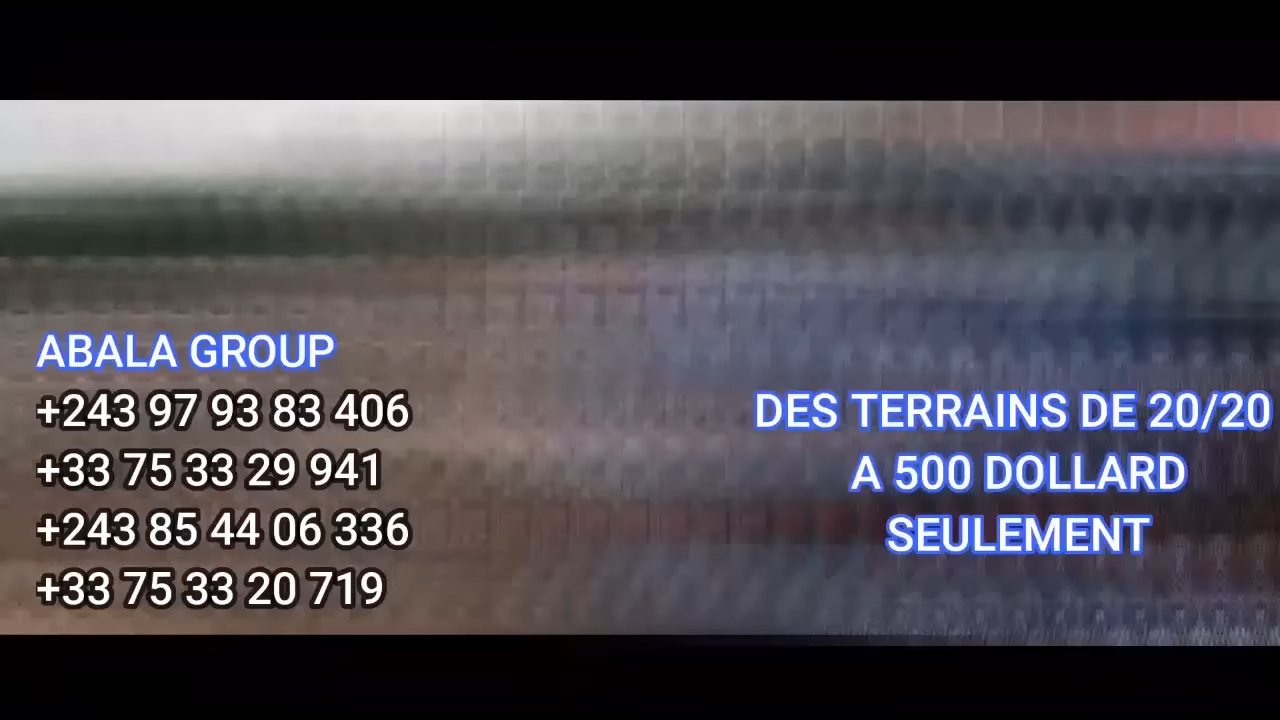 ABALA GROUP
+243 97 93 83 406
+33 75 33 29 941
+243 85 44 06 336
+33 75 33 20 719
DES TERRAINS DE 20/20
A 500 DOLLARD
SEULEMENT